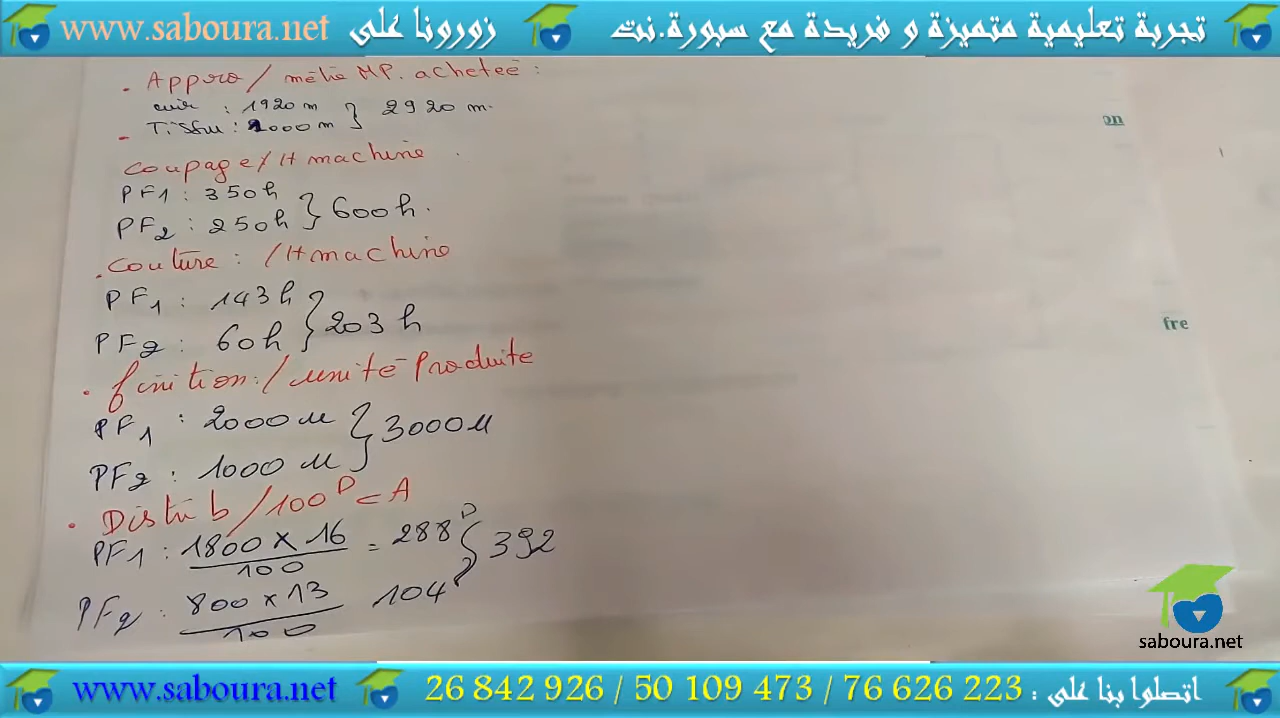 www.saboura.net زورونا على تجربة تعليمية متميزة و فريدة مع سبورة.نت
. Appro / mètre MP. acheteé :
cuir : 1920 m } 2920 m.
- Tissu : 1000 m
on
coupage / H machine
PF1 : 350 h } 600 h.
PF2 : 250 h
. couture : / H machine
PF1 : 143 h } 203 h
PF2 : 60 h
fre
. finition : / unité Produite
PF1 : 2000 u } 3000 u
PF2 : 1000 u
. Distrib / 100 D CA
PF1 : 1800 x 16 / 100 = 288 D } 392
PF2 : 800 x 13 / 100 104
saboura.net
www.saboura.net 26 842 926 / 50 109 473 / 76 626 223 : اتصلوا بنا على